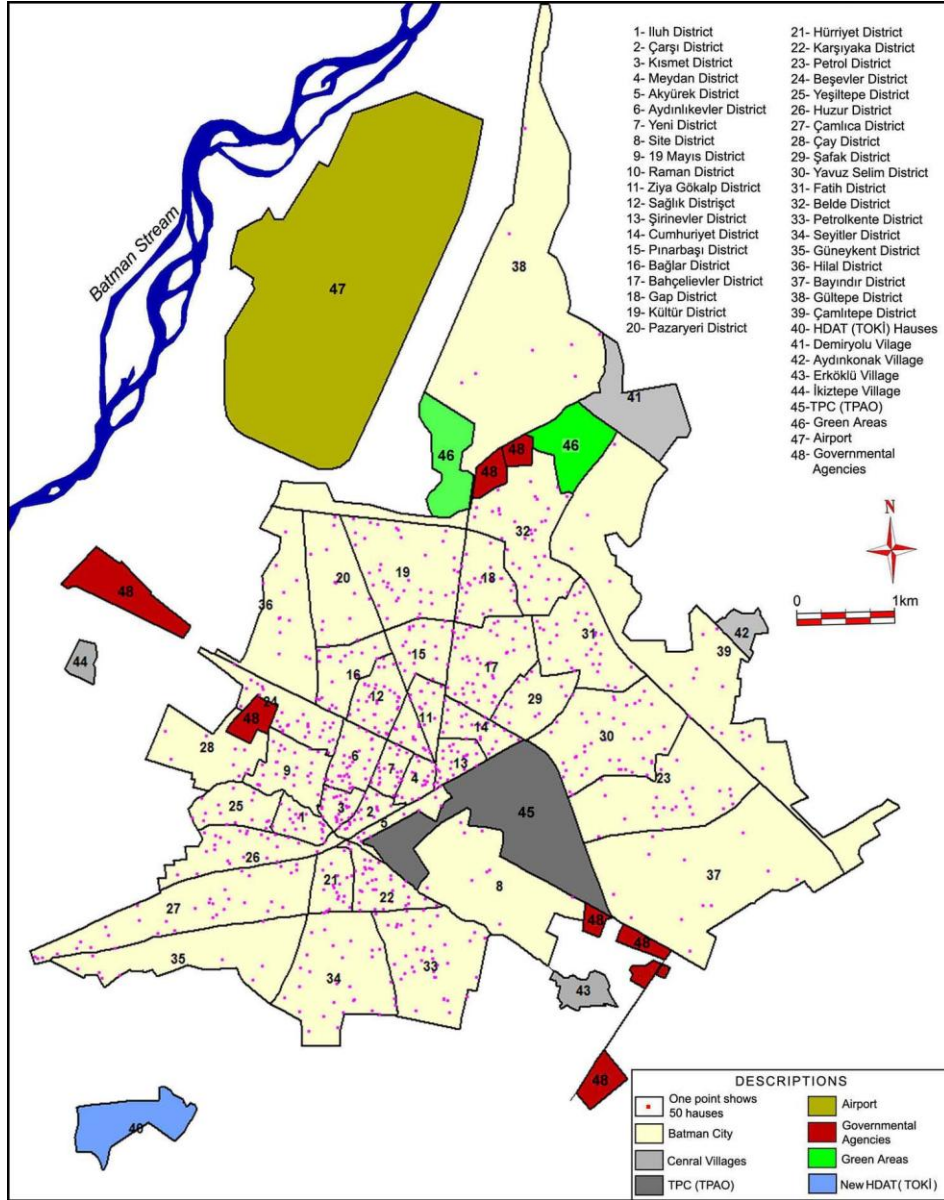 1- Iluh District
2- Çarşı District
3- Kısmet District
4- Meydan District
5- Akyürek District
6- Aydınlıkevler District
7- Yeni District
8- Site District
9- 19 Mayıs District
10- Raman District
11- Ziya Gökalp District
12- Sağlık Distrişct
13- Şirinevler District
14- Cumhuriyet District
15- Pınarbaşı District
16- Bağlar District
17- Bahçelievler District
18- Gap District
19- Kültür District
20- Pazaryeri District
21- Hürriyet District
22- Karşıyaka District
23- Petrol District
24- Beşevler District
25- Yeşiltepe District
26- Huzur District
27- Çamlıca District
28- Çay District
29- Şafak District
30- Yavuz Selim District
31- Fatih District
32- Belde District
33- Petrolkente District
34- Seyitler District
35- Güneykent District
36- Hilal District
37- Bayındır District
38- Gültepe District
39- Çamlıtepe District
40- HDAT (TOKİ) Hauses
41- Demiryolu Vilage
42- Aydınkonak Village
43- Erköklü Village
44- İkiztepe Village
45-TPC (TPAO)
46- Green Areas
47- Airport
48- Governmental
Agencies
Batman Stream
38
47
41
46
46
48
48
32
N
0 1km
20
19
18
48
36
31
42
39
44
15
16
17
12
29
24
11
48
14
30
28
6
13
9
7
4
23
25
3
2
45
1
5
26
21
8
22
37
27
48
48
35
34
33
43
48
40
DESCRIPTIONS
One point shows
50 hauses
Batman City
Cenral Villages
TPC (TPAO)
Airport
Governmental
Agencies
Green Areas
New HDAT( TOKİ )